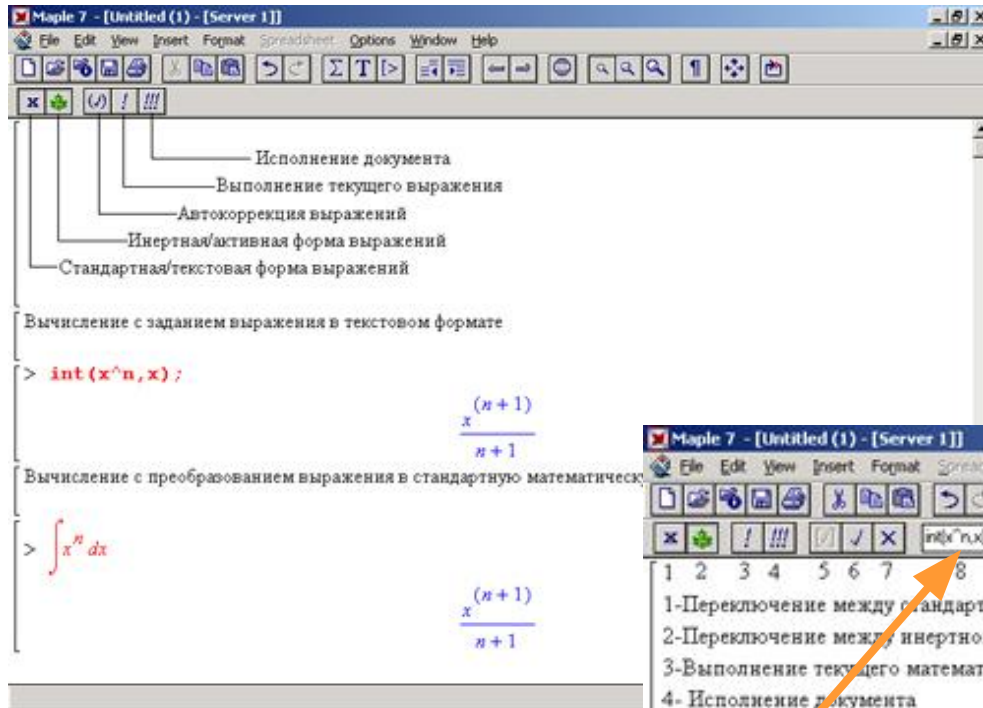 Maple 7 - [Untitled (1) - [Server 1]]
File Edit View Insert Format Spreadsheet Options Window Help
Исполнение документа
Выполнение текущего выражения
Автокоррекция выражений
Инертная/активная форма выражений
Стандартная/текстовая форма выражений
Вычисление с заданием выражения в текстовом формате
> int(x^n,x);
x^(n + 1)
n + 1
Вычисление с преобразованием выражения в стандартную
> ∫ x^n dx
x^(n + 1)
n + 1
Maple 7 - [Untitled (1) - [Server 1]]
File Edit View Insert Format
int(x^n,x
1 2 3 4 5 6 7 8
1-Переключение между
2-Переключение между
3-Выполнение текущего
4- Исполнение документа